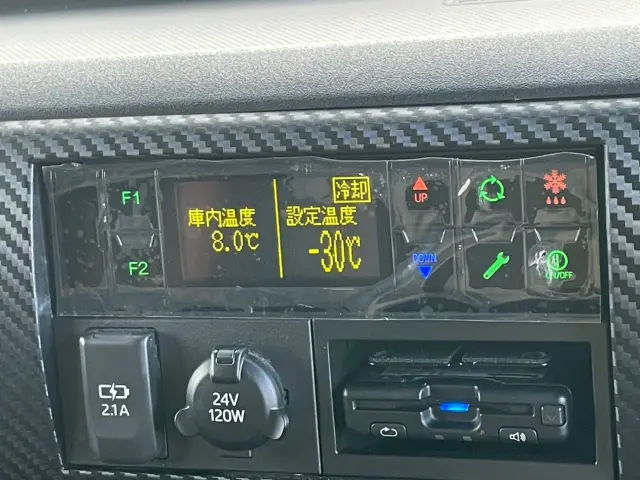 F1
F2
冷却
庫内温度
設定温度
8.0℃
-30℃
UP
DOWN
ON/OFF
2.1A
24V
120W